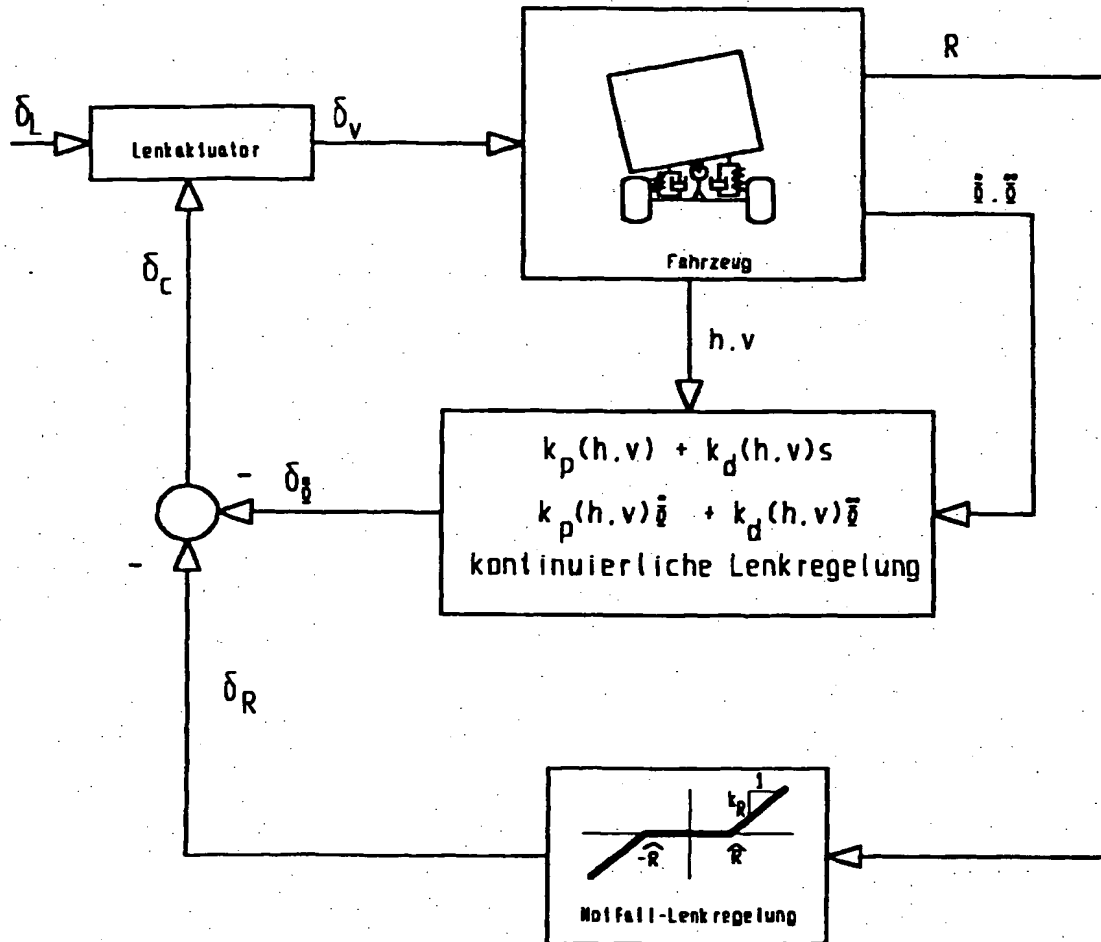 R
δL
Lenkaktuator
δv
Fahrzeug
δC
h.v
kp(h.v) + kd(h.v)s
kp(h.v) + kd(h.v)
kontinuierliche Lenkregelung
-
δ
-
δR
1
kR
-R̂ R̂
Notfall-Lenkregelung